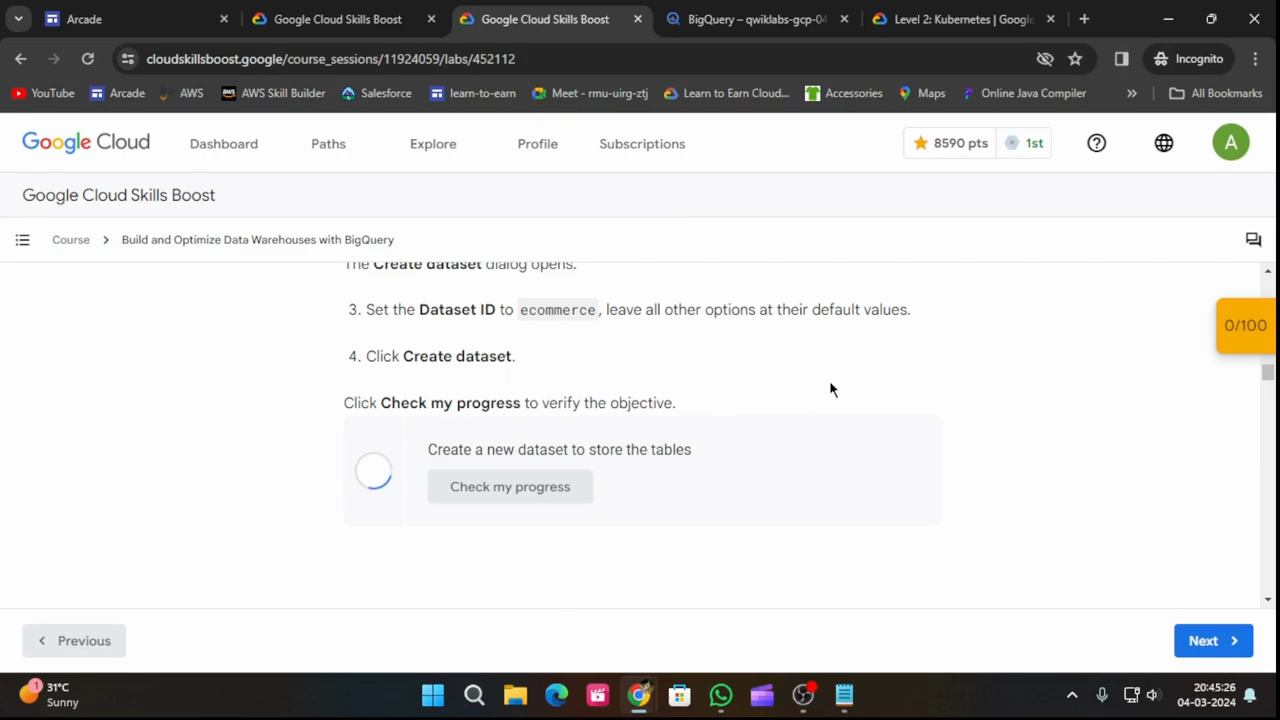 Arcade
Google Cloud Skills Boost
Google Cloud Skills Boost
BigQuery – qwiklabs-gcp-04
Level 2: Kubernetes | Google
cloudskillsboost.google/course_sessions/11924059/labs/452112
Incognito
YouTube
Arcade
AWS
aws
AWS Skill Builder
Salesforce
learn-to-earn
Meet - rmu-uirg-ztj
Learn to Earn Cloud...
Accessories
Maps
Online Java Compiler
All Bookmarks
Google Cloud
Dashboard
Paths
Explore
Profile
Subscriptions
8590 pts
1st
A
Google Cloud Skills Boost
Course
Build and Optimize Data Warehouses with BigQuery
The Create dataset dialog opens.
3. Set the Dataset ID to ecommerce, leave all other options at their default values.
0/100
4. Click Create dataset.
Click Check my progress to verify the objective.
Create a new dataset to store the tables
Check my progress
Previous
Next
1
31°C
Sunny
20:45:26
04-03-2024